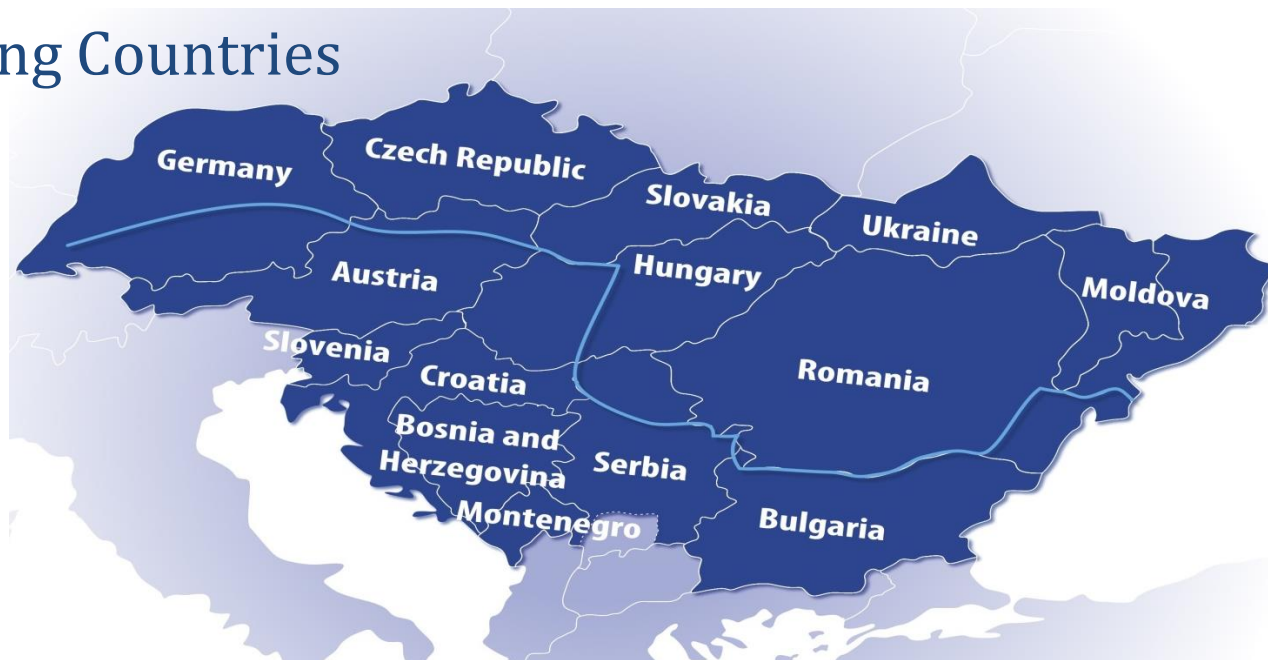 ng Countries
Germany
Czech Republic
Slovakia
Ukraine
Austria
Hungary
Moldova
Slovenia
Croatia
Romania
Bosnia and
Herzegovina
Serbia
Montenegro
Bulgaria